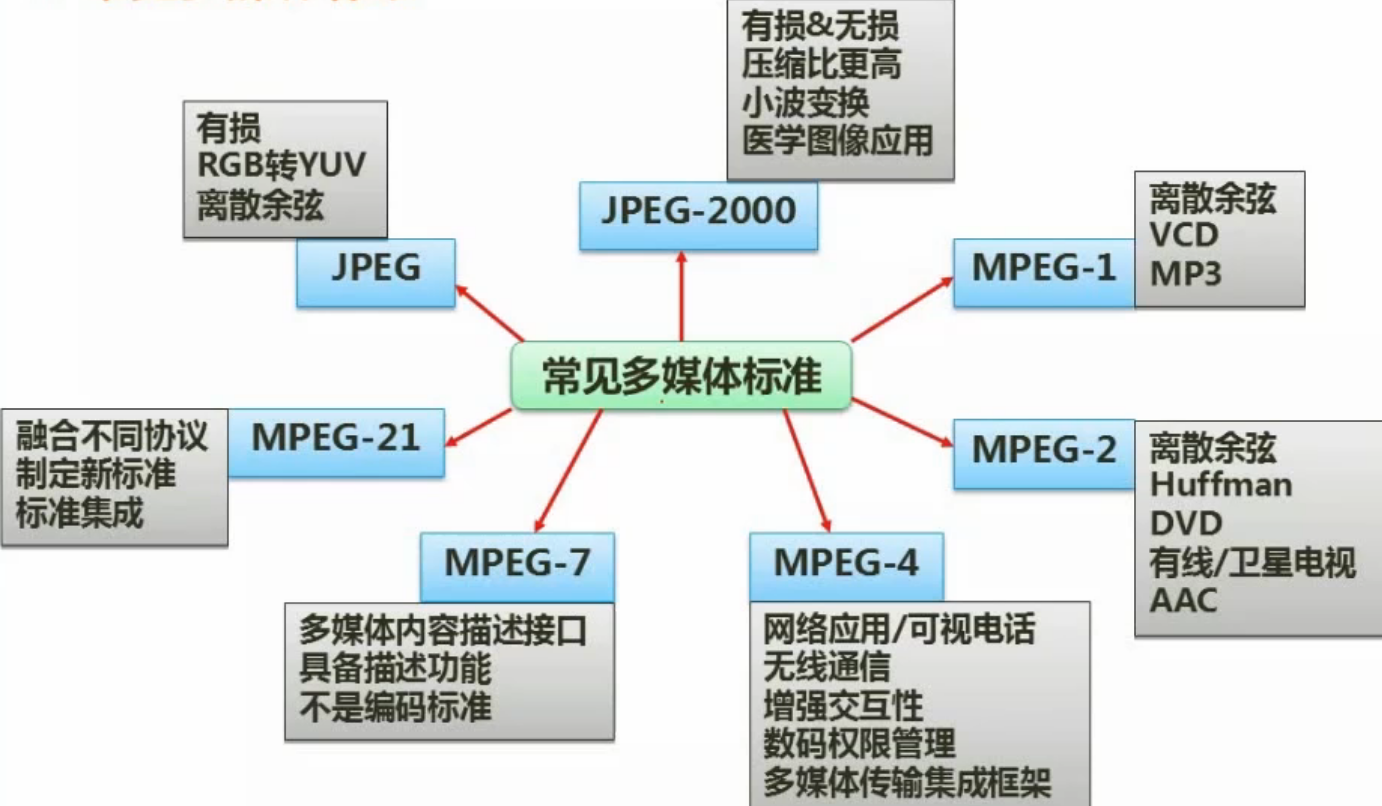 有损&无损
压缩比更高
小波变换
医学图像应用
JPEG-2000
有损
RGB转YUV
离散余弦
JPEG
离散余弦
VCD
MP3
MPEG-1
常见多媒体标准
融合不同协议
制定新标准
标准集成
MPEG-21
MPEG-2
离散余弦
Huffman
DVD
有线/卫星电视
AAC
MPEG-7
多媒体内容描述接口
具备描述功能
不是编码标准
MPEG-4
网络应用/可视电话
无线通信
增强交互性
数码权限管理
多媒体传输集成框架